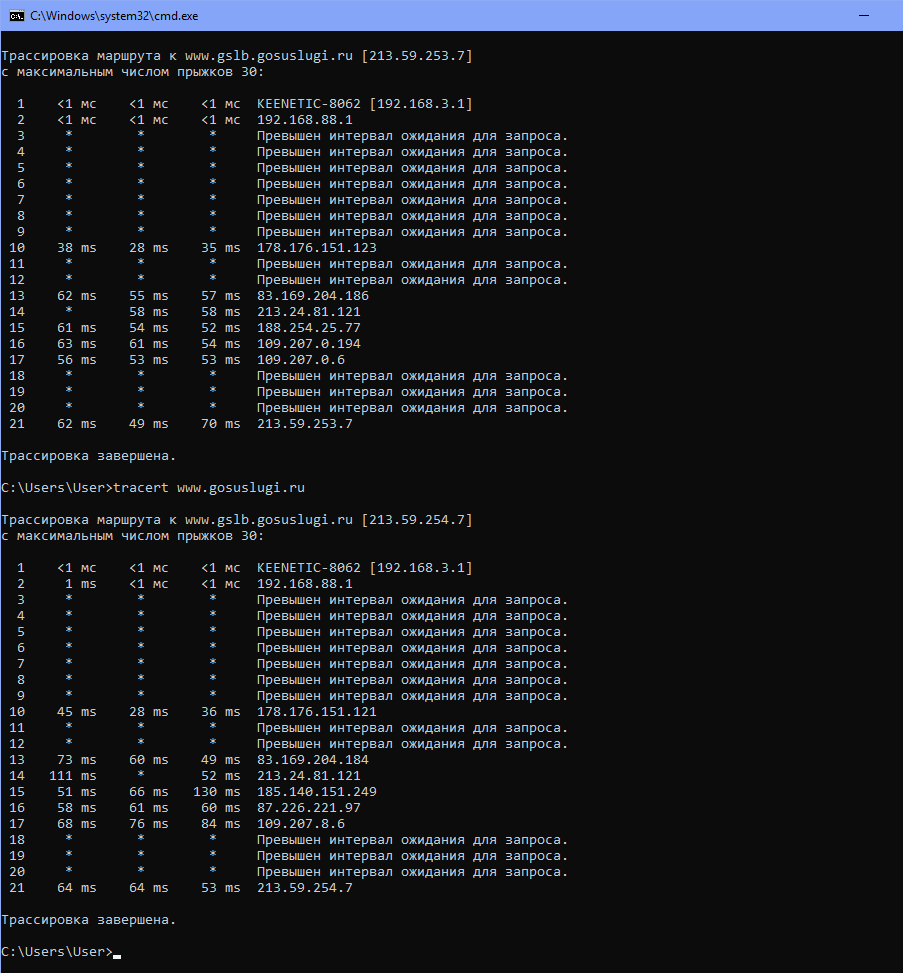 C:\Windows\system32\cmd.exe
Трассировка маршрута к www.gslb.gosuslugi.ru [213.59.253.7]
с максимальным числом прыжков 30:
1 <1 мс <1 мс <1 мс KEENETIC-8062 [192.168.3.1]
2 <1 мс <1 мс <1 мс 192.168.88.1
3 * * * Превышен интервал ожидания для запроса.
4 * * * Превышен интервал ожидания для запроса.
5 * * * Превышен интервал ожидания для запроса.
6 * * * Превышен интервал ожидания для запроса.
7 * * * Превышен интервал ожидания для запроса.
8 * * * Превышен интервал ожидания для запроса.
9 * * * Превышен интервал ожидания для запроса.
10 38 ms 28 ms 35 ms 178.176.151.123
11 * * * Превышен интервал ожидания для запроса.
12 * * * Превышен интервал ожидания для запроса.
13 62 ms 55 ms 57 ms 83.169.204.186
14 * 58 ms 58 ms 213.24.81.121
15 61 ms 54 ms 52 ms 188.254.25.77
16 63 ms 61 ms 54 ms 109.207.0.194
17 56 ms 53 ms 53 ms 109.207.0.6
18 * * * Превышен интервал ожидания для запроса.
19 * * * Превышен интервал ожидания для запроса.
20 * * * Превышен интервал ожидания для запроса.
21 62 ms 49 ms 70 ms 213.59.253.7
Трассировка завершена.
C:\Users\User>tracert www.gosuslugi.ru
Трассировка маршрута к www.gslb.gosuslugi.ru [213.59.254.7]
с максимальным числом прыжков 30:
1 <1 мс <1 мс <1 мс KEENETIC-8062 [192.168.3.1]
2 1 ms <1 мс <1 мс 192.168.88.1
3 * * * Превышен интервал ожидания для запроса.
4 * * * Превышен интервал ожидания для запроса.
5 * * * Превышен интервал ожидания для запроса.
6 * * * Превышен интервал ожидания для запроса.
7 * * * Превышен интервал ожидания для запроса.
8 * * * Превышен интервал ожидания для запроса.
9 * * * Превышен интервал ожидания для запроса.
10 45 ms 28 ms 36 ms 178.176.151.121
11 * * * Превышен интервал ожидания для запроса.
12 * * * Превышен интервал ожидания для запроса.
13 73 ms 60 ms 49 ms 83.169.204.184
14 111 ms * 52 ms 213.24.81.121
15 51 ms 66 ms 130 ms 185.140.151.249
16 58 ms 61 ms 60 ms 87.226.221.97
17 68 ms 76 ms 84 ms 109.207.8.6
18 * * * Превышен интервал ожидания для запроса.
19 * * * Превышен интервал ожидания для запроса.
20 * * * Превышен интервал ожидания для запроса.
21 64 ms 64 ms 53 ms 213.59.254.7
Трассировка завершена.
C:\Users\User>